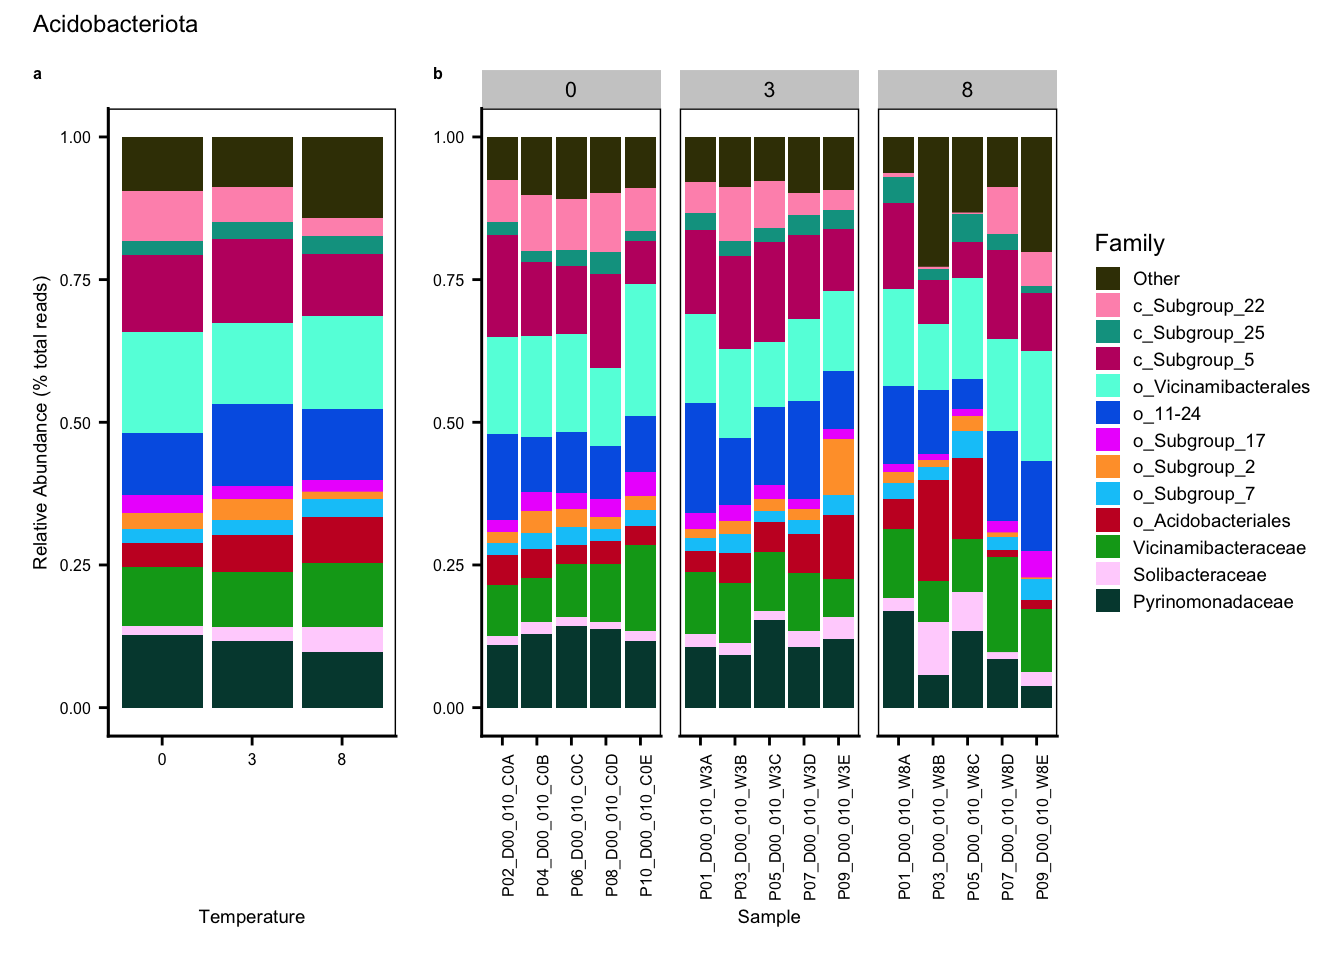 Acidobacteriota
a
Relative Abundance (% total reads)
1.00
0.75
0.50
0.25
0.00
0
3
8
Temperature
b
0
3
8
1.00
0.75
0.50
0.25
0.00
P02_D00_010_C0A
P04_D00_010_C0B
P06_D00_010_C0C
P08_D00_010_C0D
P10_D00_010_C0E
P01_D00_010_W3A
P03_D00_010_W3B
P05_D00_010_W3C
P07_D00_010_W3D
P09_D00_010_W3E
P01_D00_010_W8A
P03_D00_010_W8B
P05_D00_010_W8C
P07_D00_010_W8D
P09_D00_010_W8E
Sample
Family
Other
c_Subgroup_22
c_Subgroup_25
c_Subgroup_5
o_Vicinamibacterales
o_11-24
o_Subgroup_17
o_Subgroup_2
o_Subgroup_7
o_Acidobacteriales
Vicinamibacteraceae
Solibacteraceae
Pyrinomonadaceae